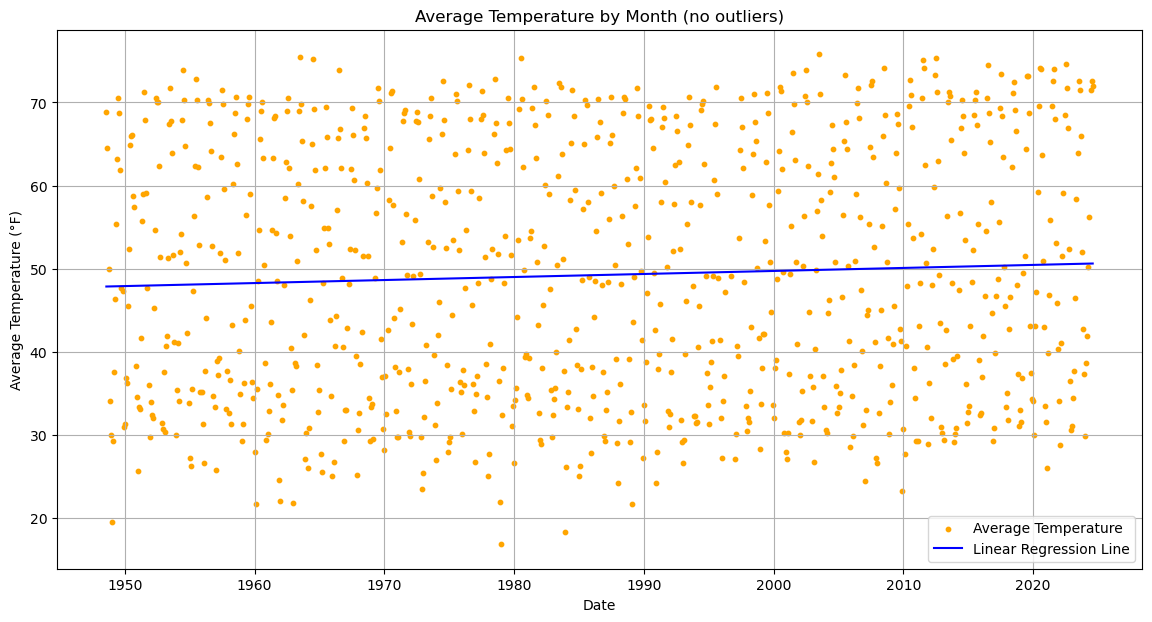 Average Temperature by Month (no outliers)
Average Temperature (°F)
70
60
50
40
30
20
1950
1960
1970
1980
1990
2000
2010
2020
Date
Average Temperature
Linear Regression Line